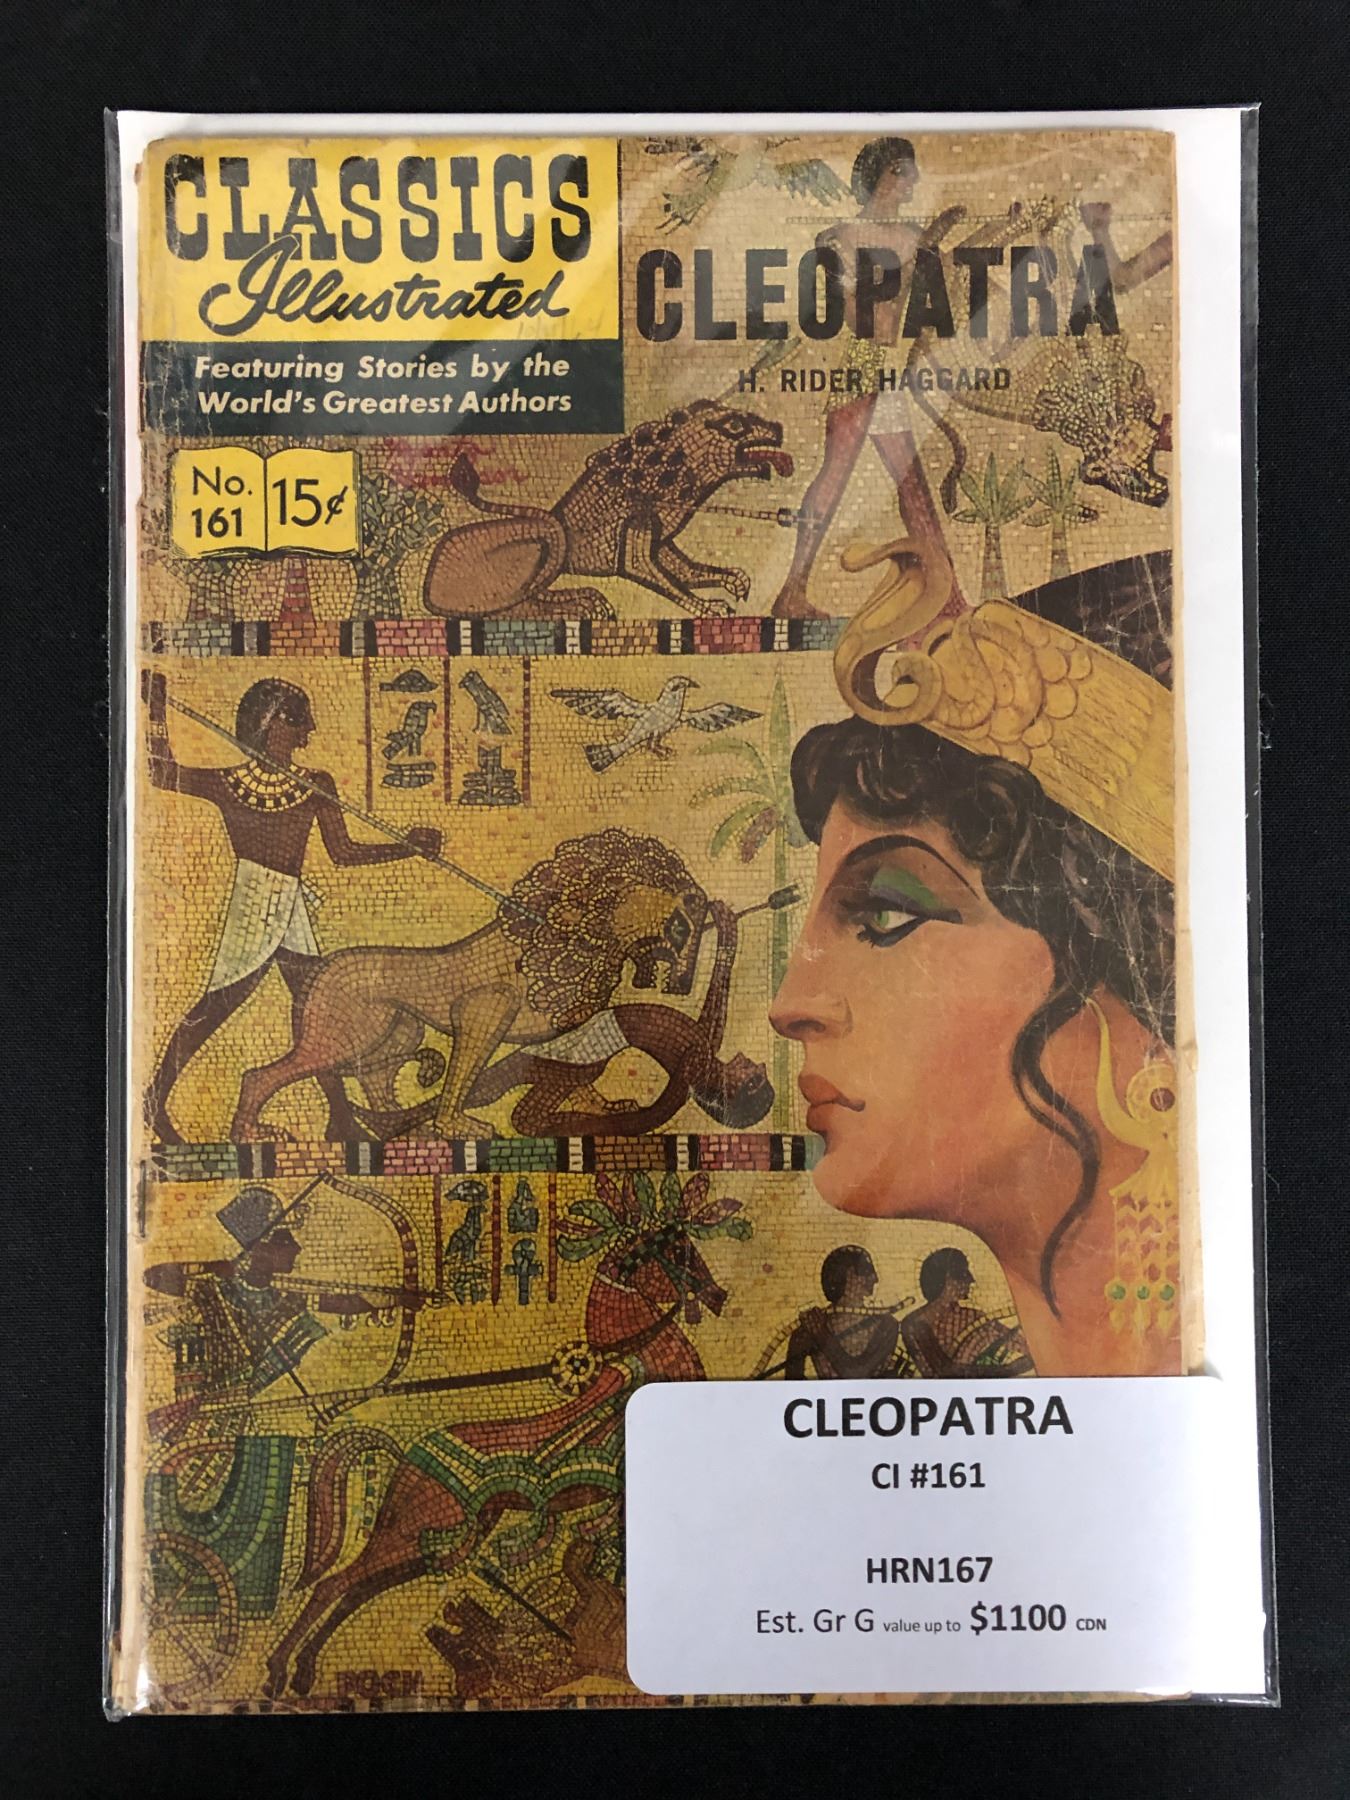 CLASSICS
Illustrated
Featuring Stories by the
World's Greatest Authors
No.
161
15¢
CLEOPATRA
H. RIDER HAGGARD
CLEOPATRA
CI #161
HRN167
Est. Gr G value up to $1100 CDN